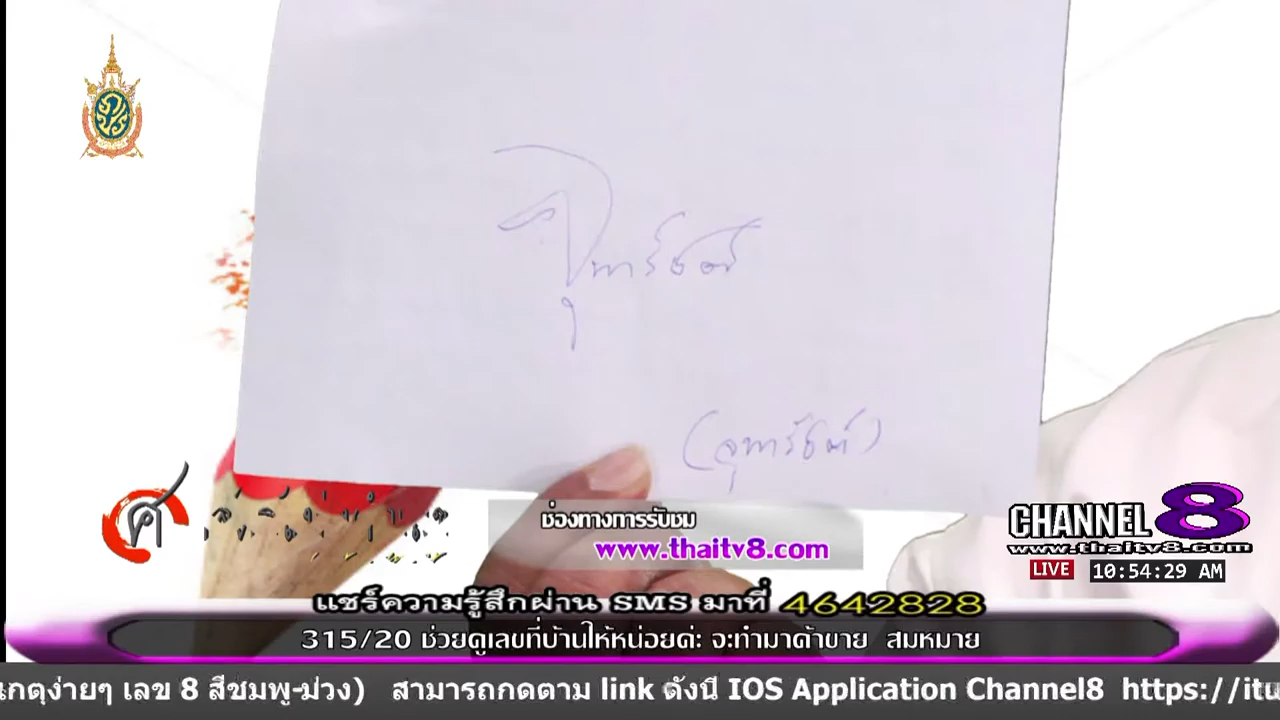 จุฑารัตน์
(จุฑารัตน์)
ศ
ช่องทางการรับชม
www.thaitv8.com
CHANNEL 8
www.thaitv8.com
LIVE 10:54:29 AM
แชร์ความรู้สึกผ่าน SMS มาที่ 4642828
315/20 ช่วยดูเลขที่บ้านให้หน่อยค่ะ จะทำมาค้าขาย สมหมาย
เกตุง่ายๆ เลข 8 สีชมพู-ม่วง) สามารถกดตาม link ดังนี้ IOS Application Channel8 https://itu